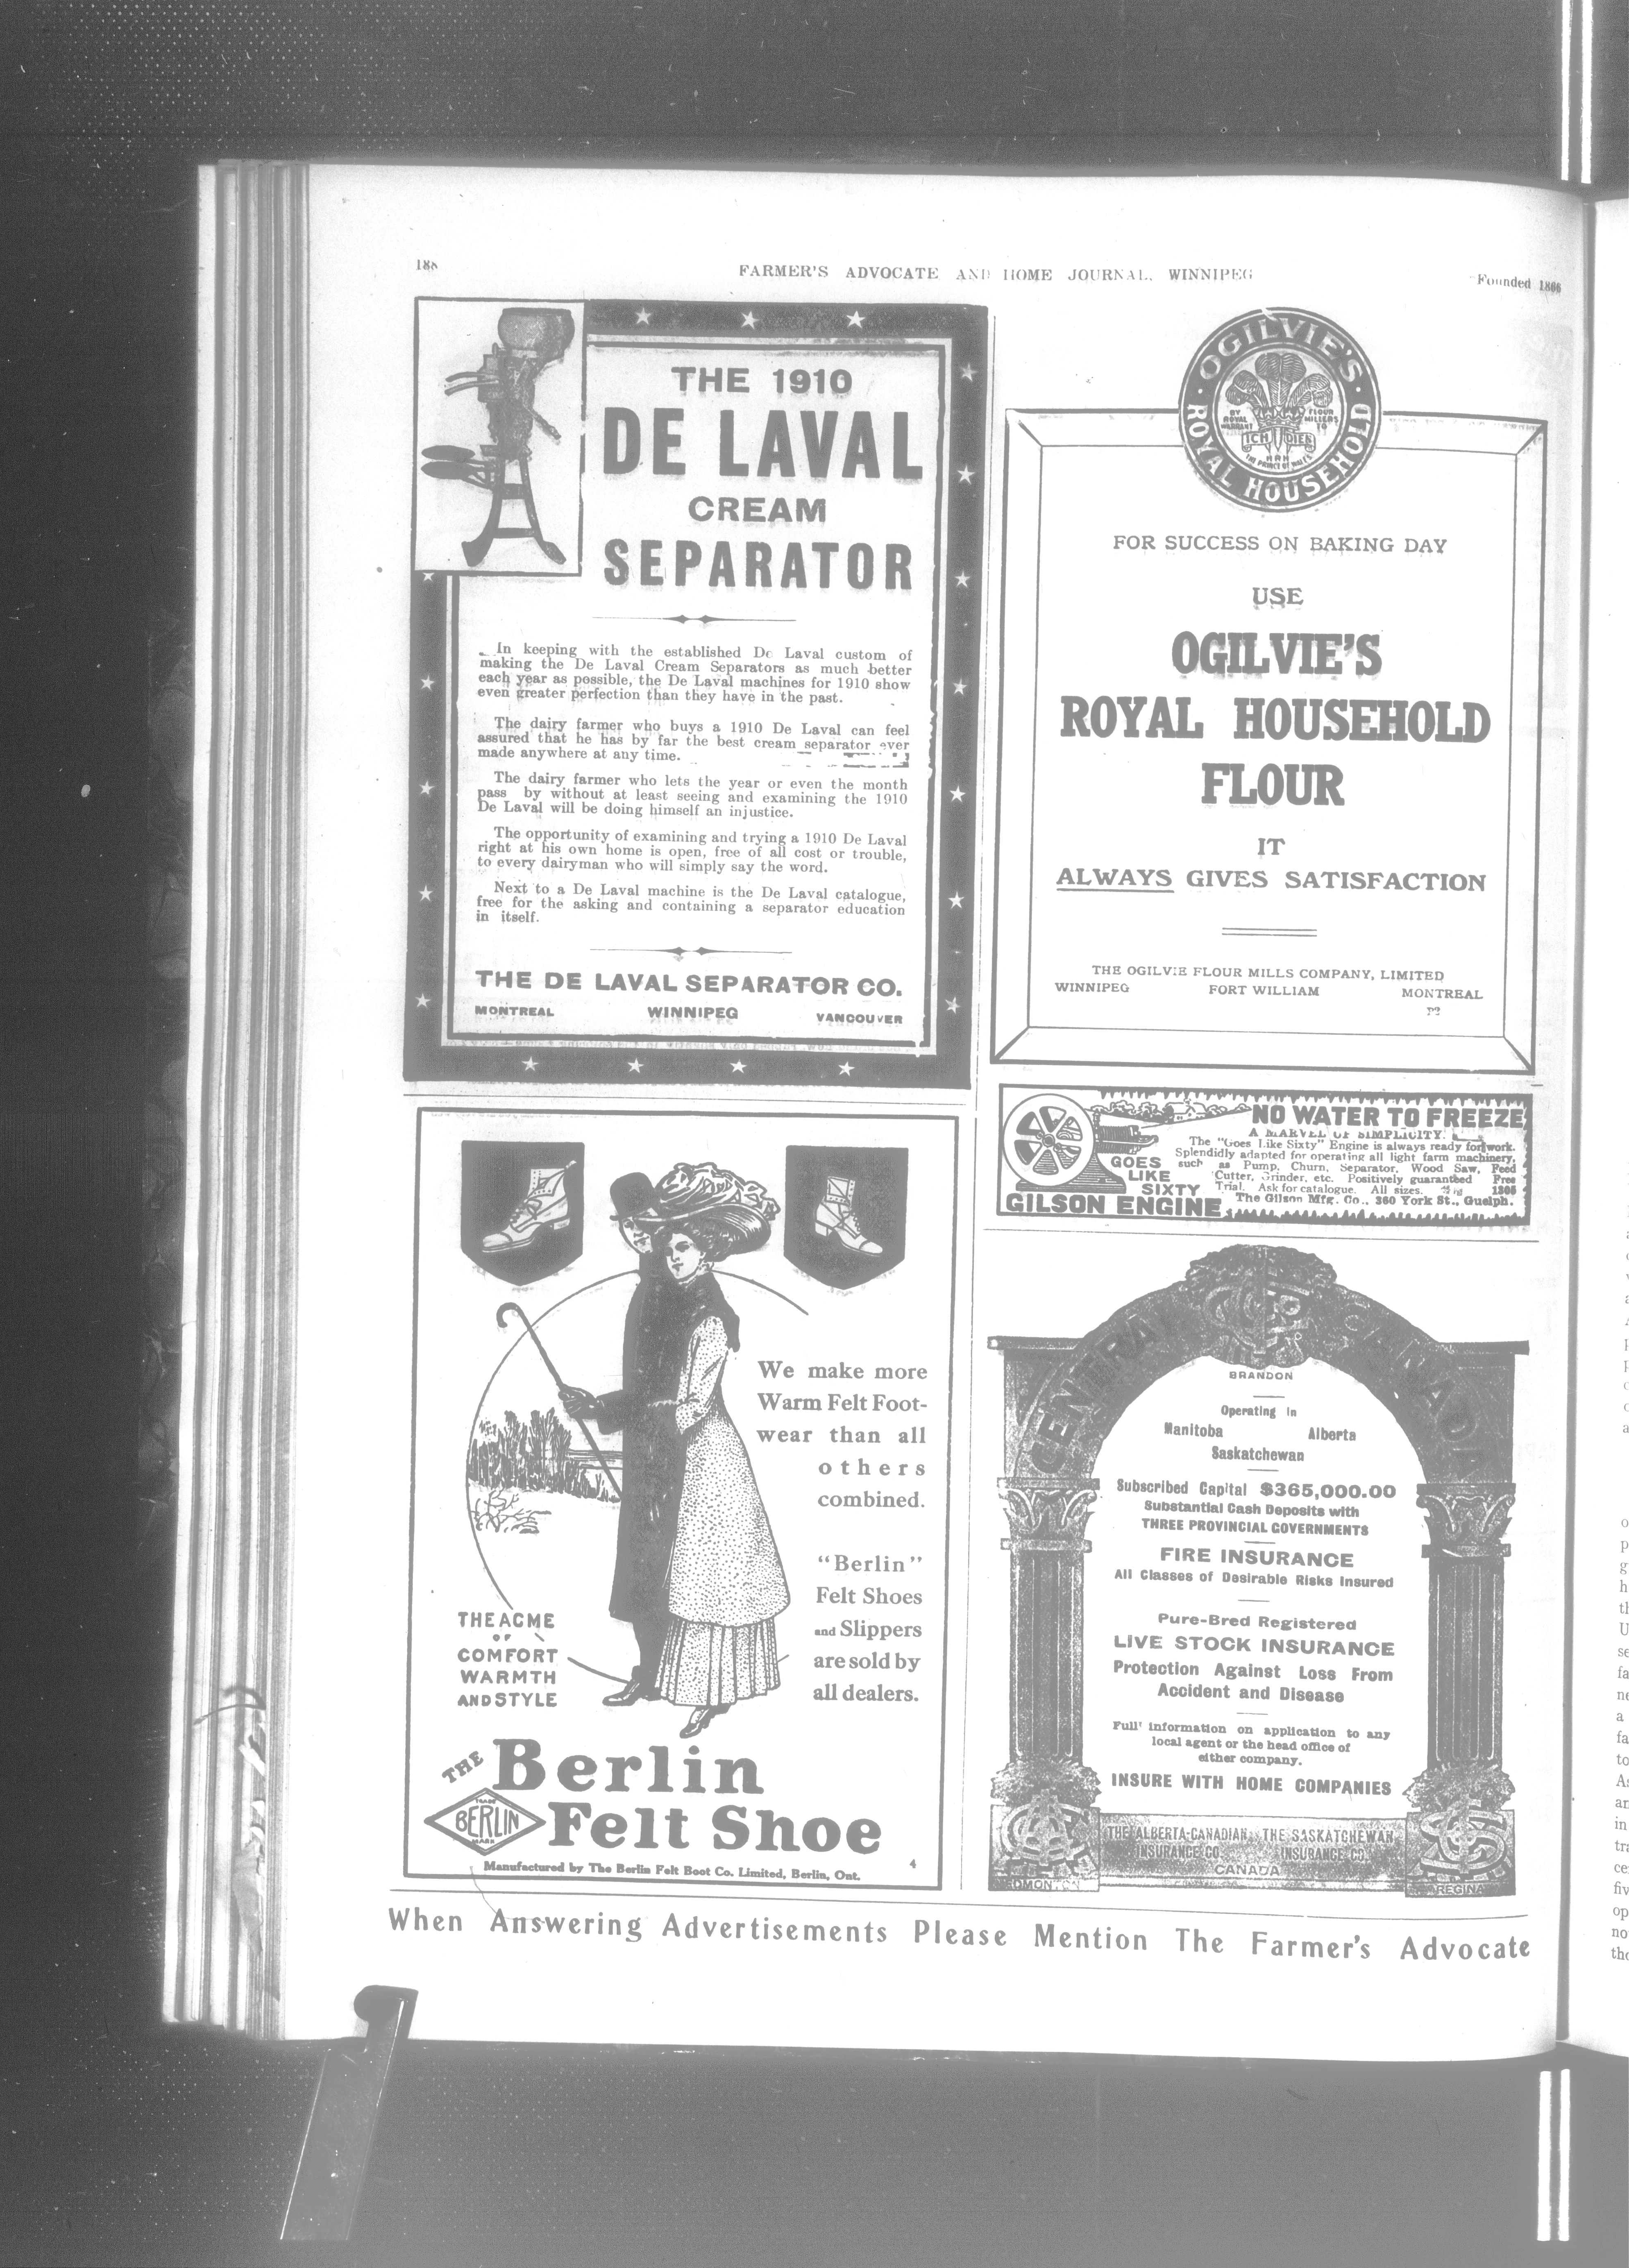 188
FARMER'S ADVOCATE AND HOME JOURNAL, WINNIPEG
Founded 1866
THE 1910
DE LAVAL
CREAM
SEPARATOR
In keeping with the established De Laval custom of
making the De Laval Cream Separators as much better
each year as possible, the De Laval machines for 1910 show
even greater perfection than they have in the past.
The dairy farmer who buys a 1910 De Laval can feel
assured that he has by far the best cream separator ever
made anywhere at any time.
The dairy farmer who lets the year or even the month
pass by without at least seeing and examining the 1910
De Laval will be doing himself an injustice.
The opportunity of examining and trying a 1910 De Laval
right at his own home is open, free of all cost or trouble,
to every dairyman who will simply say the word.
Next to a De Laval machine is the De Laval catalogue,
free for the asking and containing a separator education
in itself.
THE DE LAVAL SEPARATOR CO.
MONTREAL WINNIPEG VANCOUVER
OGILVIE'S
ROYAL HOUSEHOLD
BY ROYAL WARRANT
FLOUR MILLERS TO
ICH DIEN
H R H
THE PRINCE OF WALES
FOR SUCCESS ON BAKING DAY
USE
OGILVIE'S
ROYAL HOUSEHOLD
FLOUR
IT
ALWAYS GIVES SATISFACTION
THE OGILVIE FLOUR MILLS COMPANY, LIMITED
WINNIPEG FORT WILLIAM MONTREAL
NO WATER TO FREEZE
A MARVEL OF SIMPLICITY.
The "Goes Like Sixty" Engine is always ready for work.
Splendidly adapted for operating all light farm machinery,
such as Pump, Churn, Separator, Wood Saw, Feed
Cutter, Grinder, etc. Positively guaranteed Free
Trial. Ask for catalogue. All sizes.
The Gilson Mfg. Co., 360 York St., Guelph.
GOES
LIKE
SIXTY
GILSON ENGINE
We make more
Warm Felt Foot-
wear than all
others
combined.
"Berlin"
Felt Shoes
and Slippers
are sold by
all dealers.
THE ACME
OF
COMFORT
WARMTH
AND STYLE
THE Berlin
Felt Shoe
TRADE
BERLIN
MARK
Manufactured by The Berlin Felt Boot Co. Limited, Berlin, Ont.
4
CENTRAL CANADA
BRANDON
Operating in
Manitoba Alberta
Saskatchewan
Subscribed Capital $365,000.00
Substantial Cash Deposits with
THREE PROVINCIAL GOVERNMENTS
FIRE INSURANCE
All Classes of Desirable Risks Insured
Pure-Bred Registered
LIVE STOCK INSURANCE
Protection Against Loss From
Accident and Disease
Full information on application to any
local agent or the head office of
either company.
INSURE WITH HOME COMPANIES
THE ALBERTA-CANADIAN THE SASKATCHEWAN
INSURANCE CO. INSURANCE CO.
CANADA
REGINA
When Answering Advertisements Please Mention The Farmer's Advocate